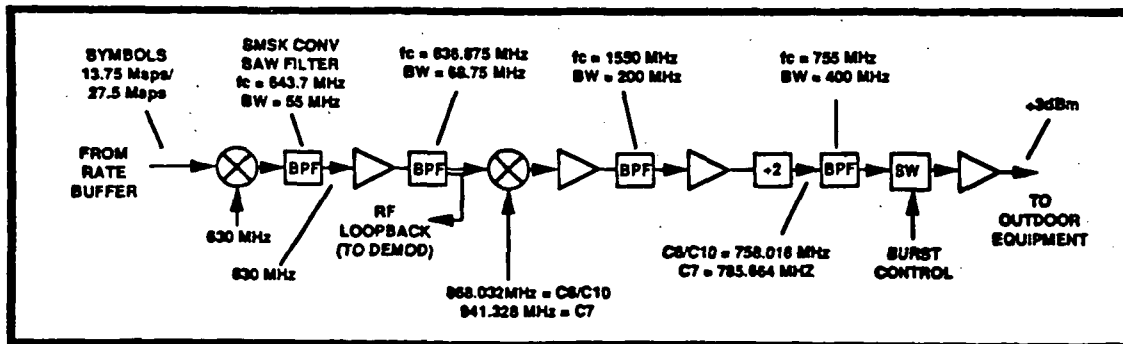 SYMBOLS
13.75 Msps/
27.5 Msps
SMSK CONV
SAW FILTER
fc = 643.7 MHz
BW = 55 MHz
fc = 636.875 MHz
BW = 68.75 MHz
fc = 1550 MHz
BW = 200 MHz
fc = 755 MHz
BW = 400 MHz
+3dBm
FROM
RATE
BUFFER
BPF
BPF
BPF
÷2
BPF
SW
630 MHz
630 MHz
RF
LOOPBACK
(TO DEMOD)
868.032MHz = C6/C10
941.328 MHz = C7
C6/C10 = 758.016 MHz
C7 = 785.664 MHZ
BURST
CONTROL
TO
OUTDOOR
EQUIPMENT